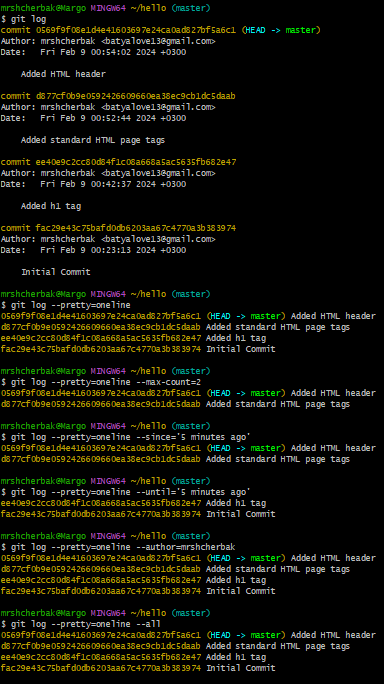 mrshcherbak@Margo MINGW64 ~/hello (master)
$ git log
commit 0569f9f08e1d4e41603697e24ca0ad827bf5a6c1 (HEAD -> master)
Author: mrshcherbak <batyalove13@gmail.com>
Date:   Fri Feb 9 00:54:02 2024 +0300

    Added HTML header

commit d877cf0b9e0592426609660ea38ec9cb1dc5daab
Author: mrshcherbak <batyalove13@gmail.com>
Date:   Fri Feb 9 00:52:44 2024 +0300

    Added standard HTML page tags

commit ee40e9c2cc80d84f1c08a668a5ac5635fb682e47
Author: mrshcherbak <batyalove13@gmail.com>
Date:   Fri Feb 9 00:42:37 2024 +0300

    Added h1 tag

commit fac29e43c75bafd0db6203aa67c4770a3b383974
Author: mrshcherbak <batyalove13@gmail.com>
Date:   Fri Feb 9 00:23:13 2024 +0300

    Initial Commit

mrshcherbak@Margo MINGW64 ~/hello (master)
$ git log --pretty=oneline
0569f9f08e1d4e41603697e24ca0ad827bf5a6c1 (HEAD -> master) Added HTML header
d877cf0b9e0592426609660ea38ec9cb1dc5daab Added standard HTML page tags
ee40e9c2cc80d84f1c08a668a5ac5635fb682e47 Added h1 tag
fac29e43c75bafd0db6203aa67c4770a3b383974 Initial Commit

mrshcherbak@Margo MINGW64 ~/hello (master)
$ git log --pretty=oneline --max-count=2
0569f9f08e1d4e41603697e24ca0ad827bf5a6c1 (HEAD -> master) Added HTML header
d877cf0b9e0592426609660ea38ec9cb1dc5daab Added standard HTML page tags

mrshcherbak@Margo MINGW64 ~/hello (master)
$ git log --pretty=oneline --since='5 minutes ago'
0569f9f08e1d4e41603697e24ca0ad827bf5a6c1 (HEAD -> master) Added HTML header
d877cf0b9e0592426609660ea38ec9cb1dc5daab Added standard HTML page tags

mrshcherbak@Margo MINGW64 ~/hello (master)
$ git log --pretty=oneline --until='5 minutes ago'
ee40e9c2cc80d84f1c08a668a5ac5635fb682e47 Added h1 tag
fac29e43c75bafd0db6203aa67c4770a3b383974 Initial Commit

mrshcherbak@Margo MINGW64 ~/hello (master)
$ git log --pretty=oneline --author=mrshcherbak
0569f9f08e1d4e41603697e24ca0ad827bf5a6c1 (HEAD -> master) Added HTML header
d877cf0b9e0592426609660ea38ec9cb1dc5daab Added standard HTML page tags
ee40e9c2cc80d84f1c08a668a5ac5635fb682e47 Added h1 tag
fac29e43c75bafd0db6203aa67c4770a3b383974 Initial Commit

mrshcherbak@Margo MINGW64 ~/hello (master)
$ git log --pretty=oneline --all
0569f9f08e1d4e41603697e24ca0ad827bf5a6c1 (HEAD -> master) Added HTML header
d877cf0b9e0592426609660ea38ec9cb1dc5daab Added standard HTML page tags
ee40e9c2cc80d84f1c08a668a5ac5635fb682e47 Added h1 tag
fac29e43c75bafd0db6203aa67c4770a3b383974 Initial Commit